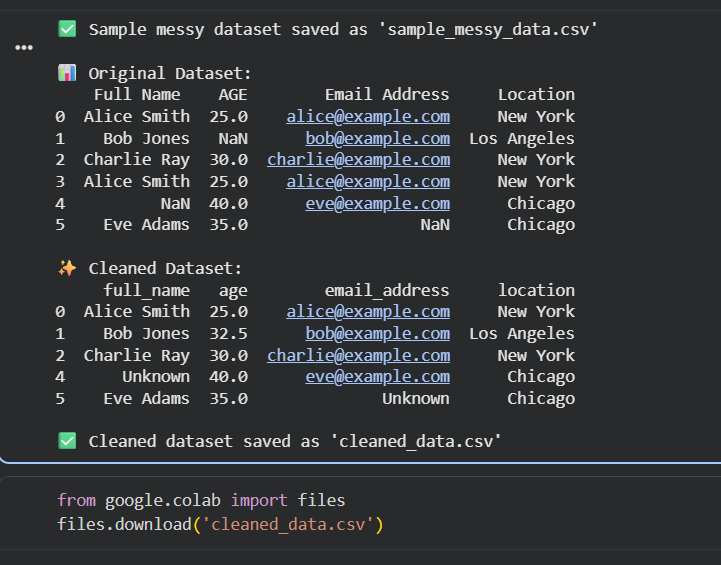 ✅ Sample messy dataset saved as 'sample_messy_data.csv'
📊 Original Dataset:
Full Name AGE Email Address Location
0 Alice Smith 25.0 alice@example.com New York
1 Bob Jones NaN bob@example.com Los Angeles
2 Charlie Ray 30.0 charlie@example.com New York
3 Alice Smith 25.0 alice@example.com New York
4 NaN 40.0 eve@example.com Chicago
5 Eve Adams 35.0 NaN Chicago
✨ Cleaned Dataset:
full_name age email_address location
0 Alice Smith 25.0 alice@example.com New York
1 Bob Jones 32.5 bob@example.com Los Angeles
2 Charlie Ray 30.0 charlie@example.com New York
4 Unknown 40.0 eve@example.com Chicago
5 Eve Adams 35.0 Unknown Chicago
✅ Cleaned dataset saved as 'cleaned_data.csv'
from google.colab import files
files.download('cleaned_data.csv')